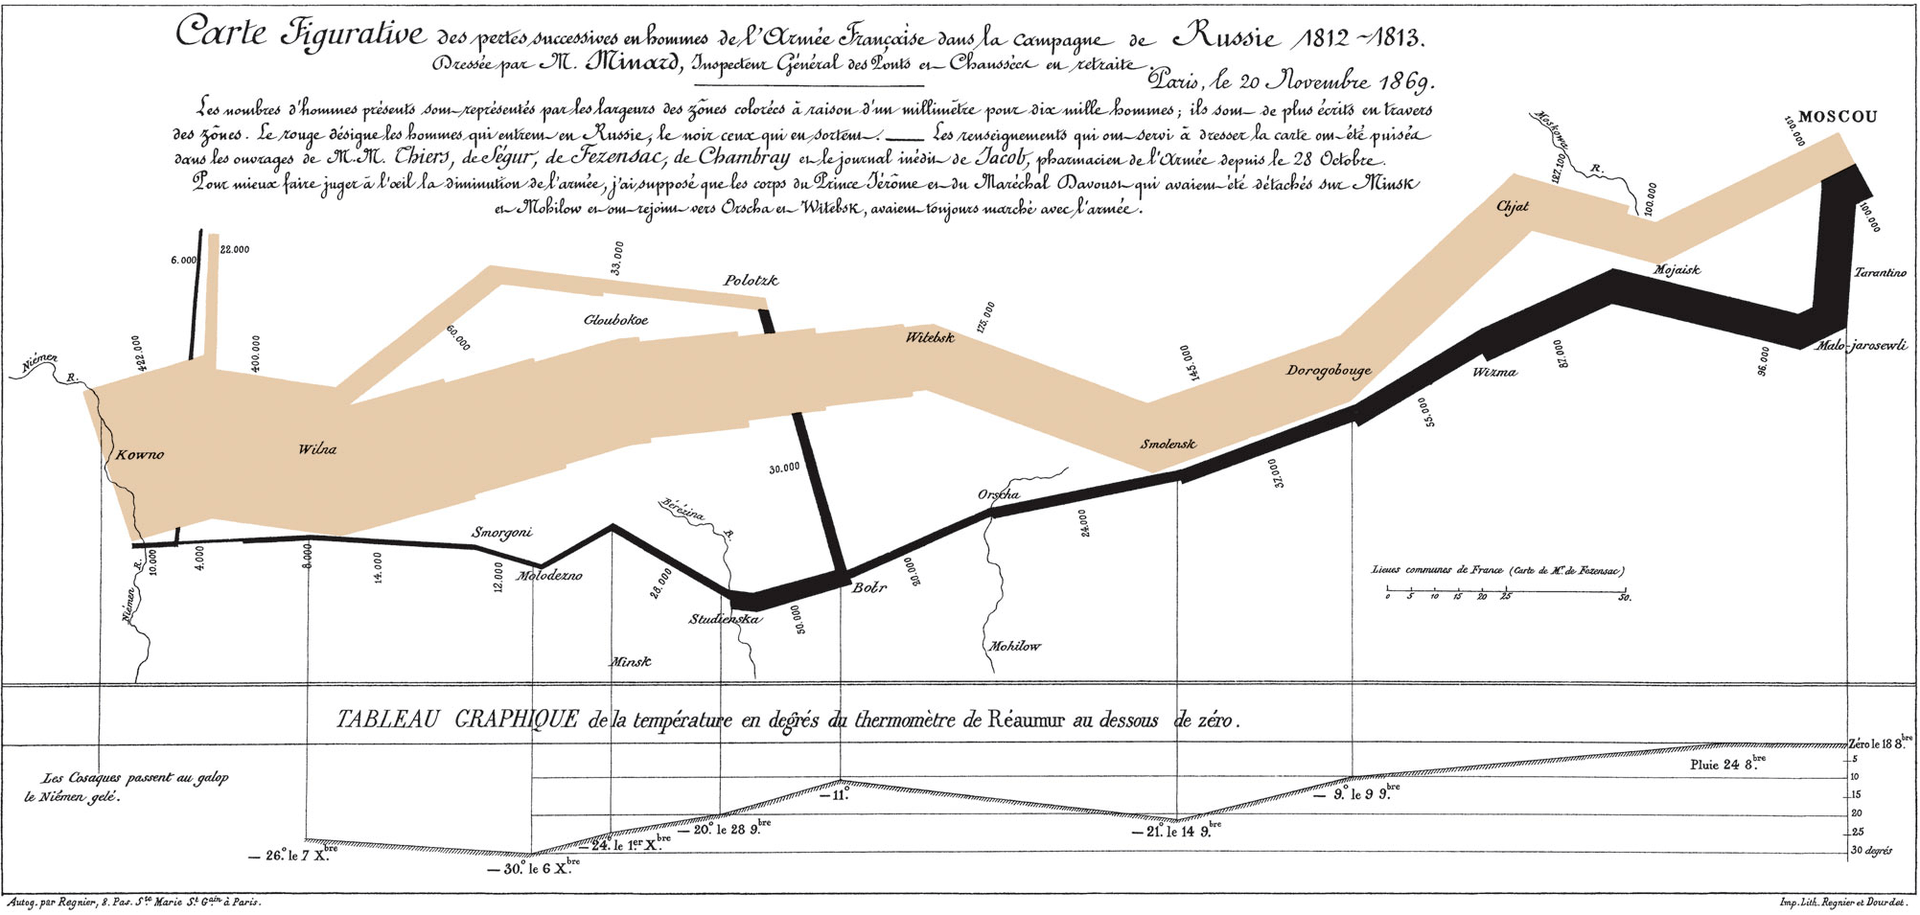 Carte Figurative des pertes successives en hommes de l'Armée Française dans la campagne de Russie 1812~1813.
Dressée par M. Minard, Inspecteur Général des Ponts et Chaussées en retraite.
Paris, le 20 Novembre 1869.
Les nombres d'hommes présents sont représentés par les largeurs des zônes colorées à raison d'un millimètre pour dix mille hommes; ils sont de plus écrits en travers
des zônes. Le rouge désigne les hommes qui entrent en Russie, le noir ceux qui en sortent. — Les renseignements qui ont servi à dresser la carte ont été puisés
dans les ouvrages de M.M. Thiers, de Ségur, de Fezensac, de Chambray et le journal inédit de Jacob, pharmacien de l'Armée depuis le 28 Octobre.
Pour mieux faire juger à l'œil la diminution de l'armée, j'ai supposé que les corps du Prince Jérôme et du Maréchal Davoust qui avaient été détachés sur Minsk
et Mohilow et ont rejoint vers Orscha et Witebsk, avaient toujours marché avec l'armée.
MOSCOU
100.000
Moskowa
R.
127.100
100.000
Chjat
100.000
Mojaisk
Tarantino
Malo-jarosewli
6.000
22.000
33.000
Polotzk
Gloubokoe
60.000
175.000
Witebsk
Niémen
R.
422.000
400.000
145.000
Dorogobouge
Wizma
87.000
96.000
55.000
Kowno
Wilna
Smolensk
37.000
30.000
Orscha
24.000
Bérézina
R.
Smorgoni
10.000
4.000
8.000
14.000
12.000
Molodezno
28.000
Studienska
50.000
Bobr
20.000
R.
Niémen
Minsk
Mohilow
Lieues communes de France (Carte de M.r de Fezensac)
0 5 10 15 20 25 50.
TABLEAU GRAPHIQUE de la température en degrés du thermomètre de Réaumur au dessous de zéro.
Les Cosaques passent au galop
le Niémen gelé.
Zéro le 18 8.bre
5
10
15
20
25
30 degrés
Pluie 24 8.bre
— 9.° le 9 9.bre
— 21.° le 14 9.bre
— 11.°
— 20.° le 28 9.bre
— 24.° le 1.er X.bre
— 30.° le 6 X.bre
— 26.° le 7 X.bre
Autog. par Regnier, 8. Pas. S.te Marie S.t G.ain à Paris.
Imp. Lith. Regnier et Dourdet.